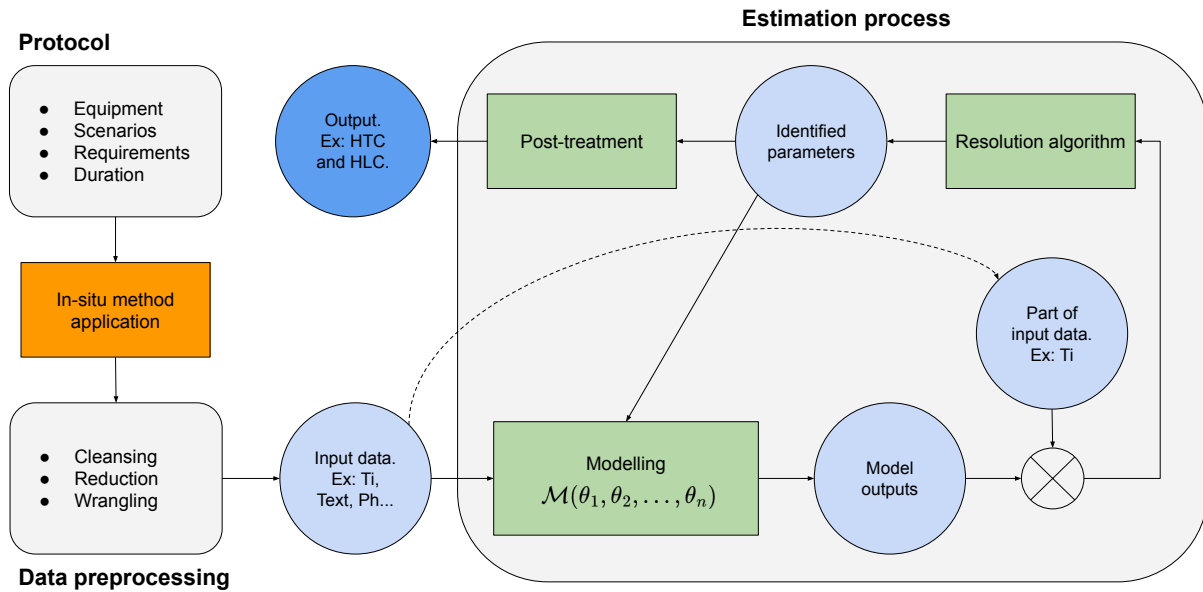 Estimation process
Protocol
● Equipment
● Scenarios
● Requirements
● Duration
Output.
Ex: HTC
and HLC.
Post-treatment
Identified
parameters
Resolution algorithm
In-situ method
application
Part of
input data.
Ex: Ti
● Cleansing
● Reduction
● Wrangling
Input data.
Ex: Ti,
Text, Ph...
Modelling
ℳ(θ₁, θ₂, . . . , θₙ)
Model
outputs
Data preprocessing